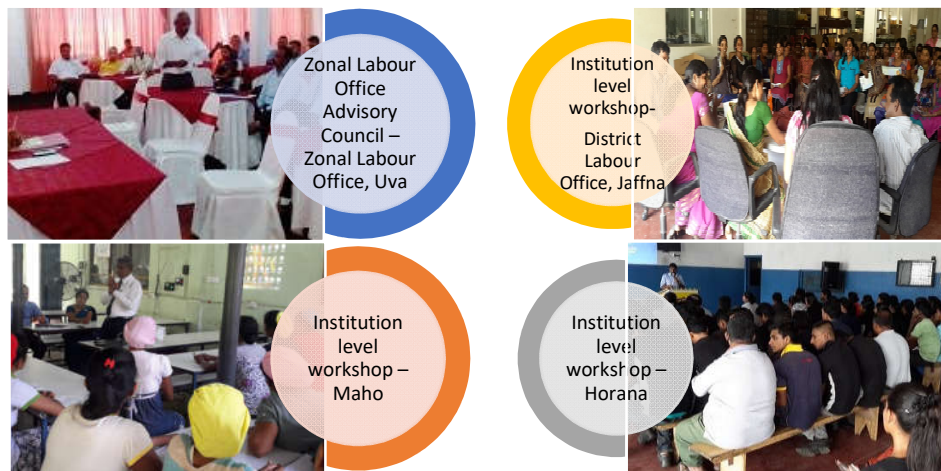 Zonal Labour
Office
Advisory
Council –
Zonal Labour
Office, Uva
Institution
level
workshop-
District
Labour
Office, Jaffna
Institution
level
workshop –
Maho
Institution
level
workshop –
Horana